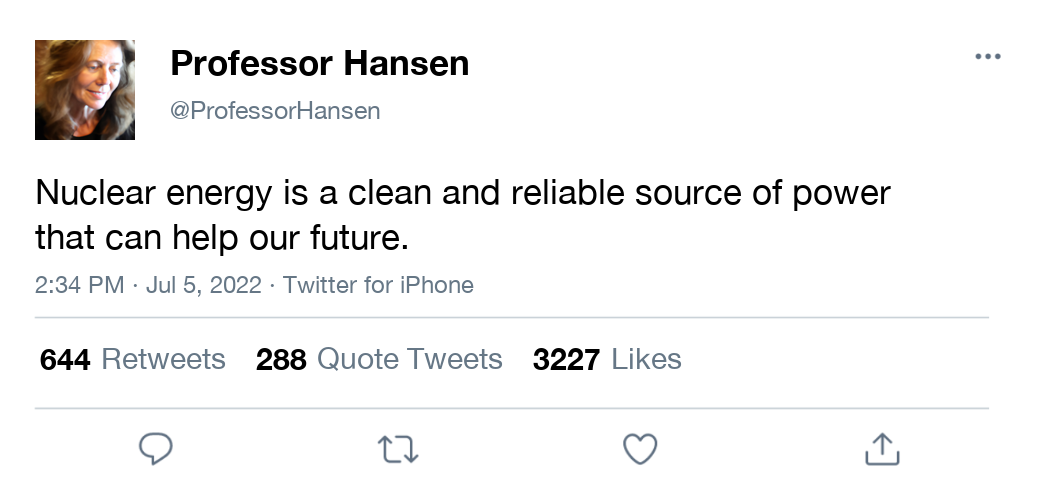 Professor Hansen
@ProfessorHansen
Nuclear energy is a clean and reliable source of power
that can help our future.
2:34 PM · Jul 5, 2022 · Twitter for iPhone
644 Retweets 288 Quote Tweets 3227 Likes